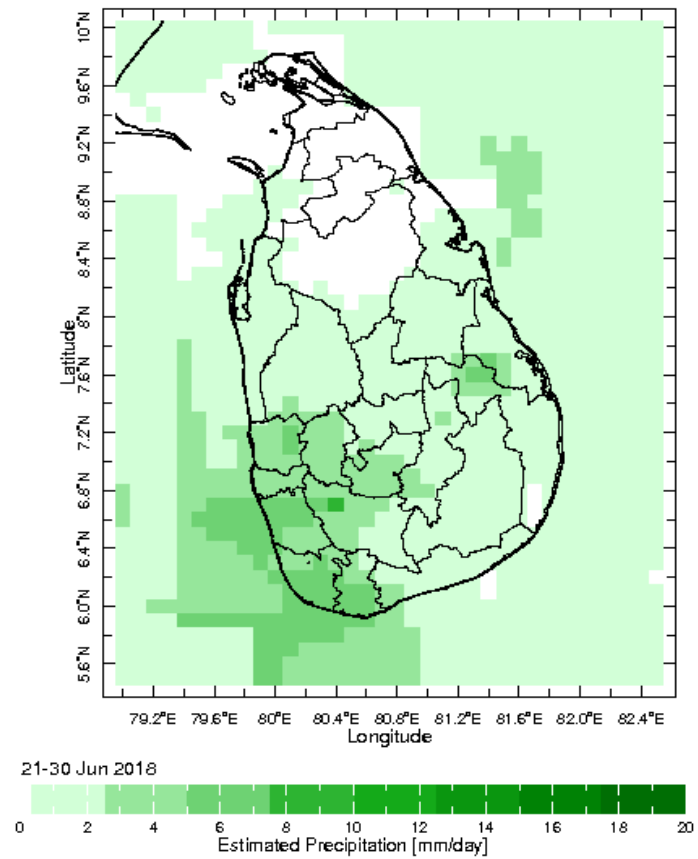 10°N
9.6°N
9.2°N
8.8°N
8.4°N
8°N
7.6°N
7.2°N
6.8°N
6.4°N
6.0°N
5.6°N
Latitude
79.2°E 79.6°E 80°E 80.4°E 80.8°E 81.2°E 81.6°E 82.0°E 82.4°E
Longitude
21-30 Jun 2018
0 2 4 6 8 10 12 14 16 18 20
Estimated Precipitation [mm/day]